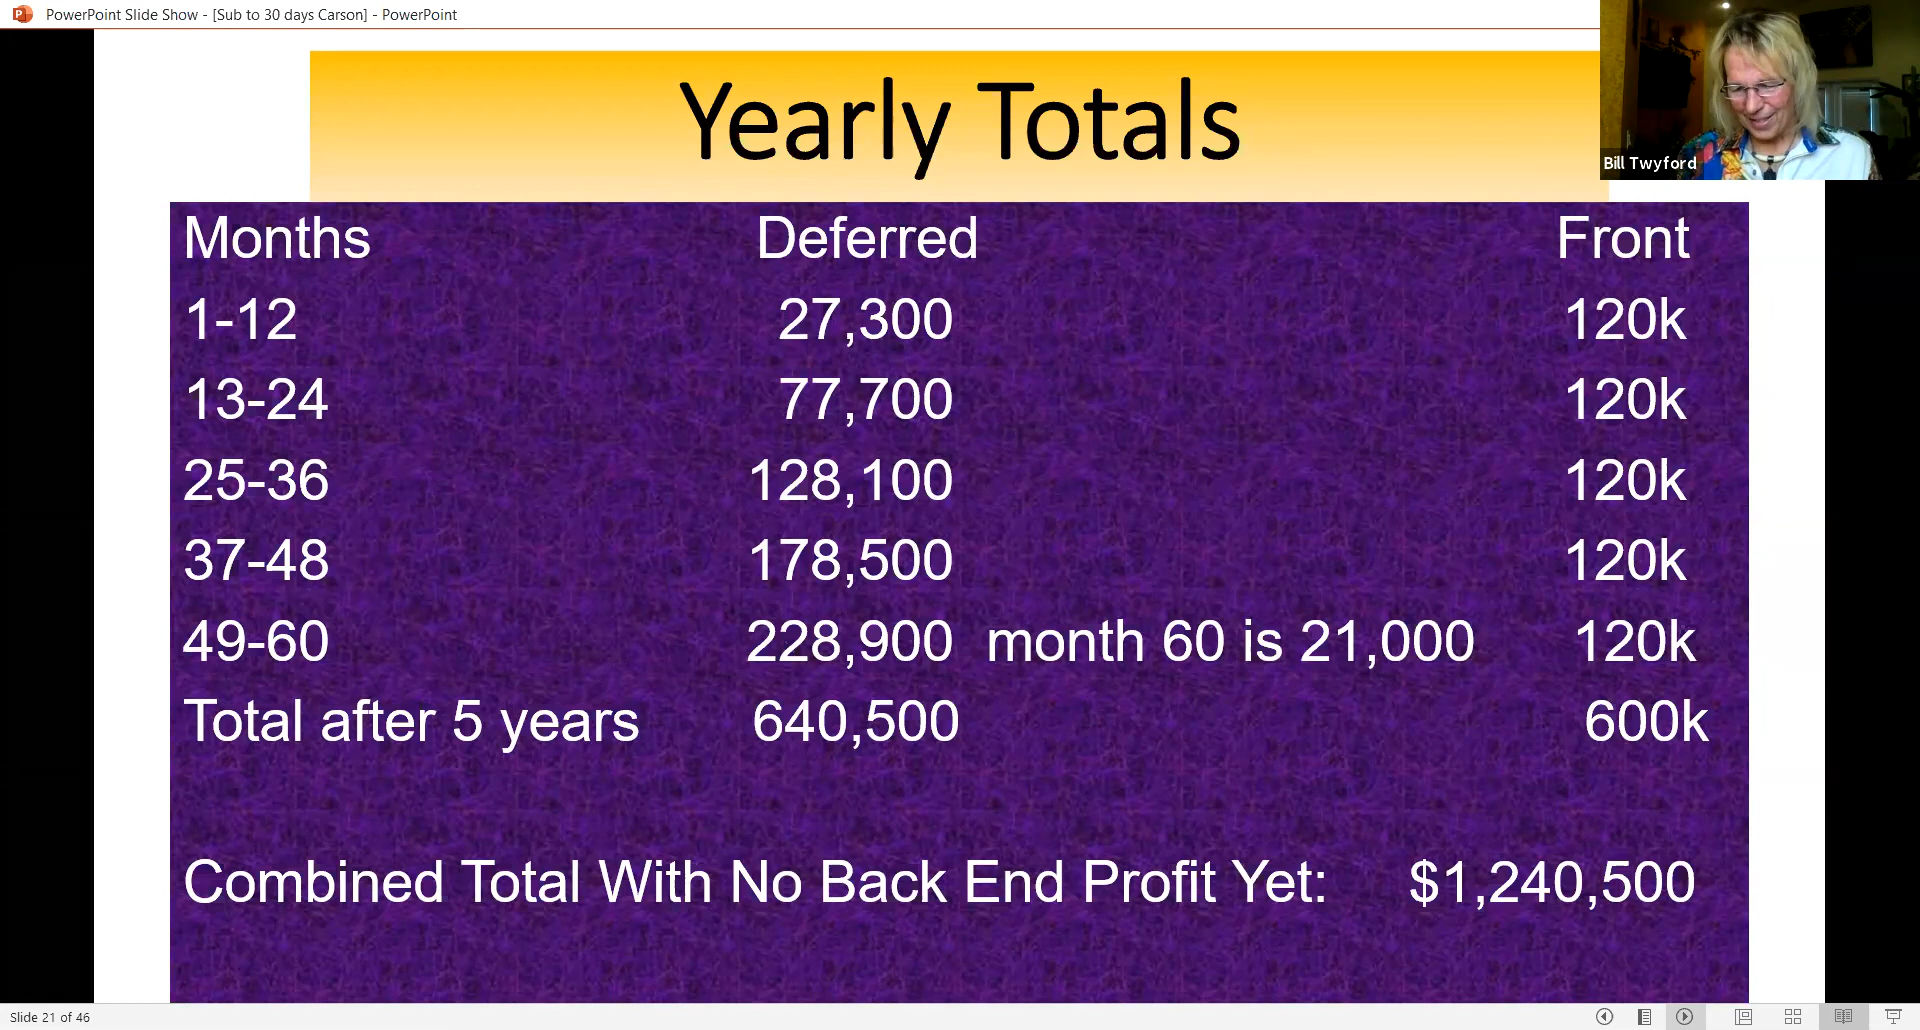 PowerPoint Slide Show - [Sub to 30 days Carson] - PowerPoint
Yearly Totals
Bill Twyford
Months Deferred Front
1-12 27,300 120k
13-24 77,700 120k
25-36 128,100 120k
37-48 178,500 120k
49-60 228,900 month 60 is 21,000 120k
Total after 5 years 640,500 600k
Combined Total With No Back End Profit Yet: $1,240,500
Slide 21 of 46